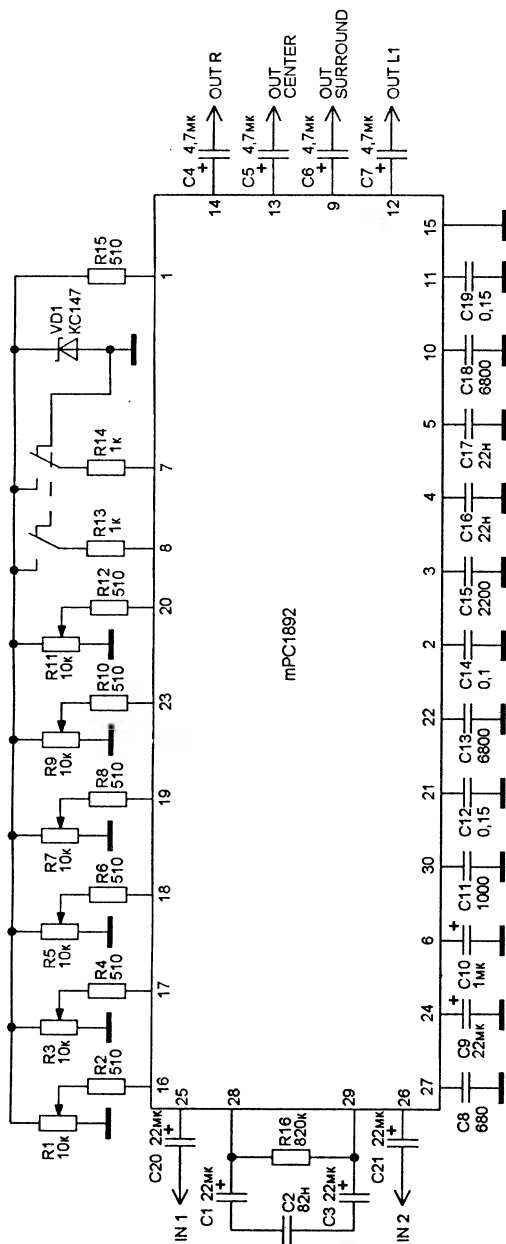 R1
10к
R2
510
R3
10к
R4
510
R5
10к
R6
510
R7
10к
R8
510
R9
10к
R10
510
R11
10к
R12
510
R13
1к
R14
1к
VD1
КС147
R15
510
16
17
18
19
23
20
8
7
1
25
28
29
26
C20
22мк
IN 1
C1
22мк
C2
82н
R16
820к
C3
22мк
C21
22мк
IN 2
mPC1892
14
13
9
12
C4
4,7мк
OUT R
C5
4,7мк
OUT
CENTER
C6
4,7мк
OUT
SURROUND
C7
4,7мк
OUT L1
27
24
6
30
21
22
2
3
4
5
10
11
15
C8
680
C9
22мк
C10
1мк
C11
1000
C12
0,15
C13
6800
C14
0,1
C15
2200
C16
22н
C17
22н
C18
6800
C19
0,15
+
+
+
+
+
+
+
+
+
+